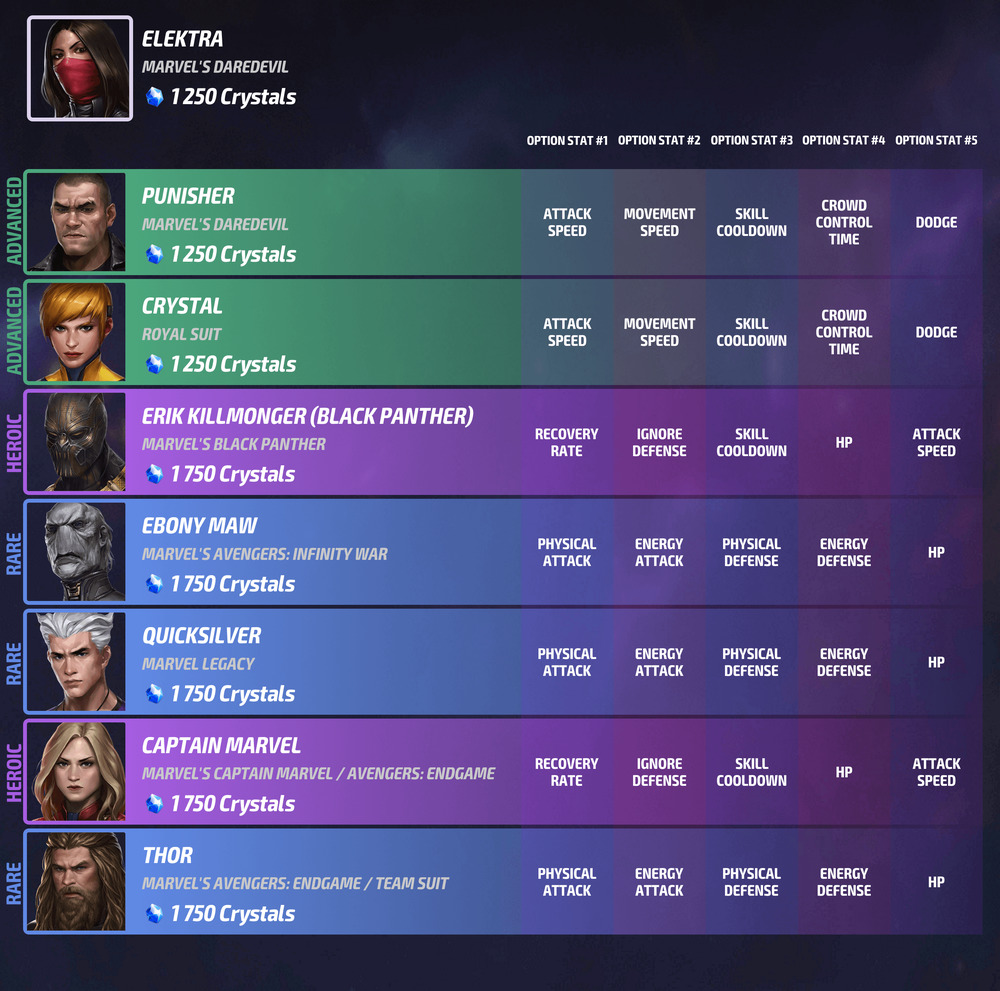 ELEKTRA
MARVEL'S DAREDEVIL
1 250 Crystals
OPTION STAT #1 OPTION STAT #2 OPTION STAT #3 OPTION STAT #4 OPTION STAT #5
ADVANCED
PUNISHER
MARVEL'S DAREDEVIL
1 250 Crystals
ATTACK
SPEED
MOVEMENT
SPEED
SKILL
COOLDOWN
CROWD
CONTROL
TIME
DODGE
ADVANCED
CRYSTAL
ROYAL SUIT
1 250 Crystals
ATTACK
SPEED
MOVEMENT
SPEED
SKILL
COOLDOWN
CROWD
CONTROL
TIME
DODGE
HEROIC
ERIK KILLMONGER (BLACK PANTHER)
MARVEL'S BLACK PANTHER
1 750 Crystals
RECOVERY
RATE
IGNORE
DEFENSE
SKILL
COOLDOWN
HP
ATTACK
SPEED
RARE
EBONY MAW
MARVEL'S AVENGERS: INFINITY WAR
1 750 Crystals
PHYSICAL
ATTACK
ENERGY
ATTACK
PHYSICAL
DEFENSE
ENERGY
DEFENSE
HP
RARE
QUICKSILVER
MARVEL LEGACY
1 750 Crystals
PHYSICAL
ATTACK
ENERGY
ATTACK
PHYSICAL
DEFENSE
ENERGY
DEFENSE
HP
HEROIC
CAPTAIN MARVEL
MARVEL'S CAPTAIN MARVEL / AVENGERS: ENDGAME
1 750 Crystals
RECOVERY
RATE
IGNORE
DEFENSE
SKILL
COOLDOWN
HP
ATTACK
SPEED
RARE
THOR
MARVEL'S AVENGERS: ENDGAME / TEAM SUIT
1 750 Crystals
PHYSICAL
ATTACK
ENERGY
ATTACK
PHYSICAL
DEFENSE
ENERGY
DEFENSE
HP